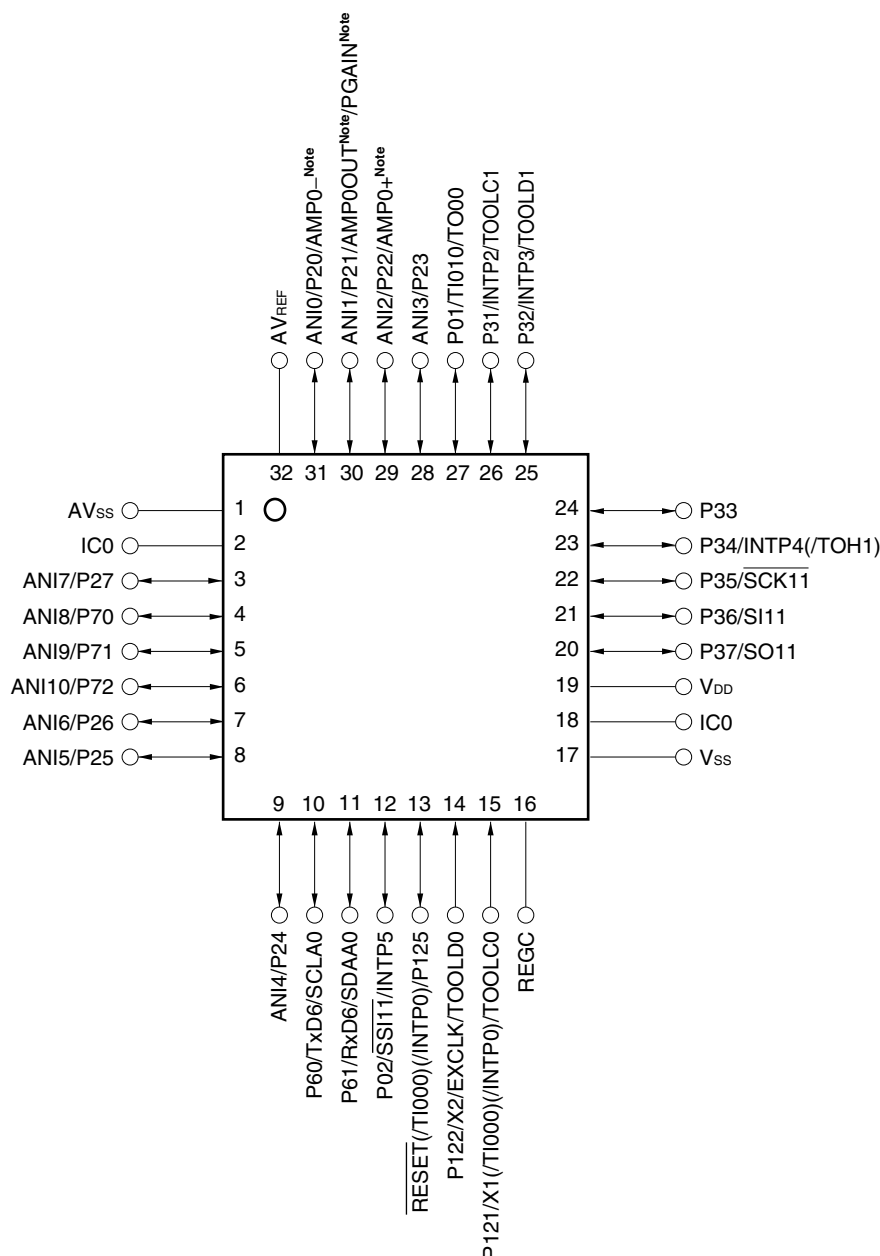 AVREF
ANI0/P20/AMP0–Note
ANI1/P21/AMP0OUTNote/PGAINNote
ANI2/P22/AMP0+Note
ANI3/P23
P01/TI010/TO00
P31/INTP2/TOOLC1
P32/INTP3/TOOLD1
32 31 30 29 28 27 26 25
AVSS 1
IC0 2
ANI7/P27 3
ANI8/P70 4
ANI9/P71 5
ANI10/P72 6
ANI6/P26 7
ANI5/P25 8
24 P33
23 P34/INTP4(/TOH1)
22 P35/SCK11
21 P36/SI11
20 P37/SO11
19 VDD
18 IC0
17 VSS
9 10 11 12 13 14 15 16
ANI4/P24
P60/TxD6/SCLA0
P61/RxD6/SDAA0
P02/SSI11/INTP5
RESET(/TI000)(/INTP0)/P125
P122/X2/EXCLK/TOOLD0
P121/X1(/TI000)(/INTP0)/TOOLC0
REGC